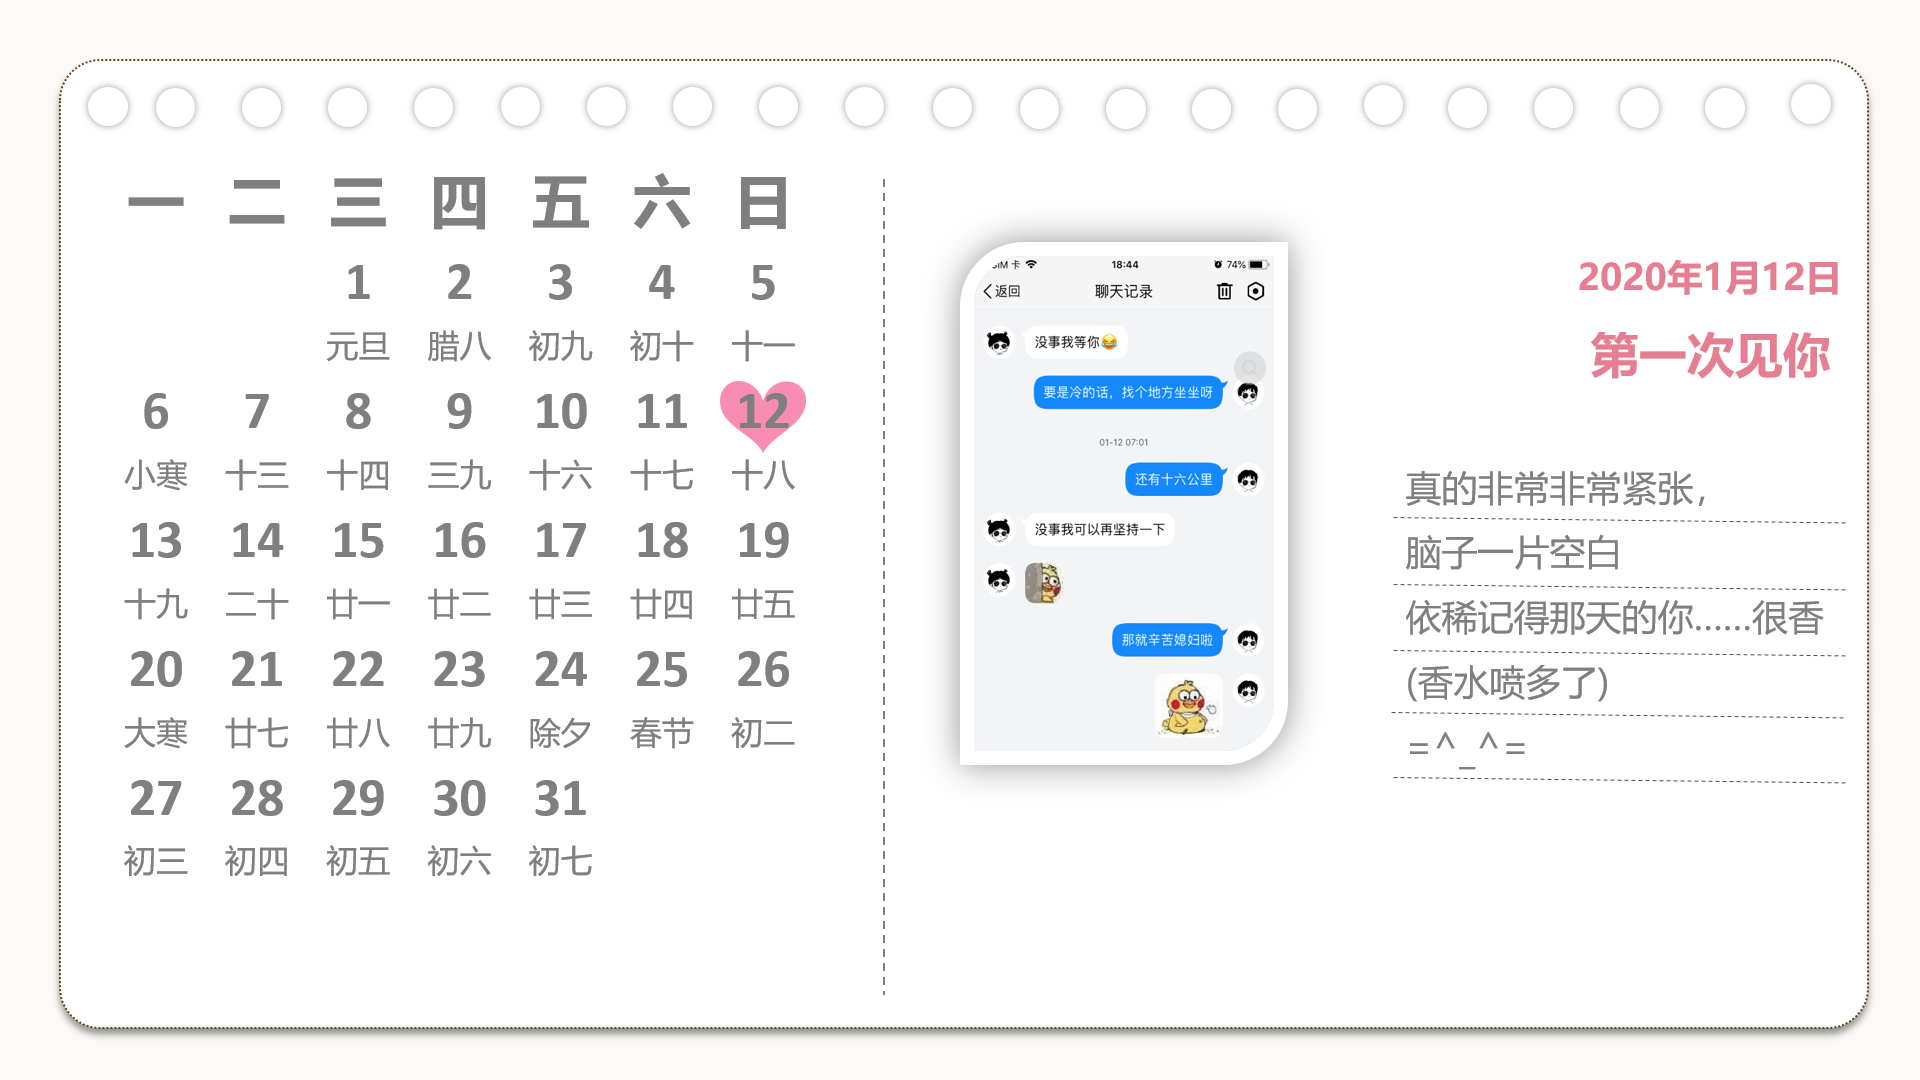 一 二 三 四 五 六 日
1 2 3 4 5
元旦 腊八 初九 初十 十一
6 7 8 9 10 11 12
小寒 十三 十四 三九 十六 十七 十八
13 14 15 16 17 18 19
十九 二十 廿一 廿二 廿三 廿四 廿五
20 21 22 23 24 25 26
大寒 廿七 廿八 廿九 除夕 春节 初二
27 28 29 30 31
初三 初四 初五 初六 初七
SIM 卡 18:44 74%
返回 聊天记录
没事我等你😂
要是冷的话，找个地方坐坐呀
01-12 07:01
还有十六公里
没事我可以再坚持一下
那就辛苦媳妇啦
2020年1月12日
第一次见你
真的非常非常紧张，
脑子一片空白
依稀记得那天的你……很香
(香水喷多了)
=^_^=